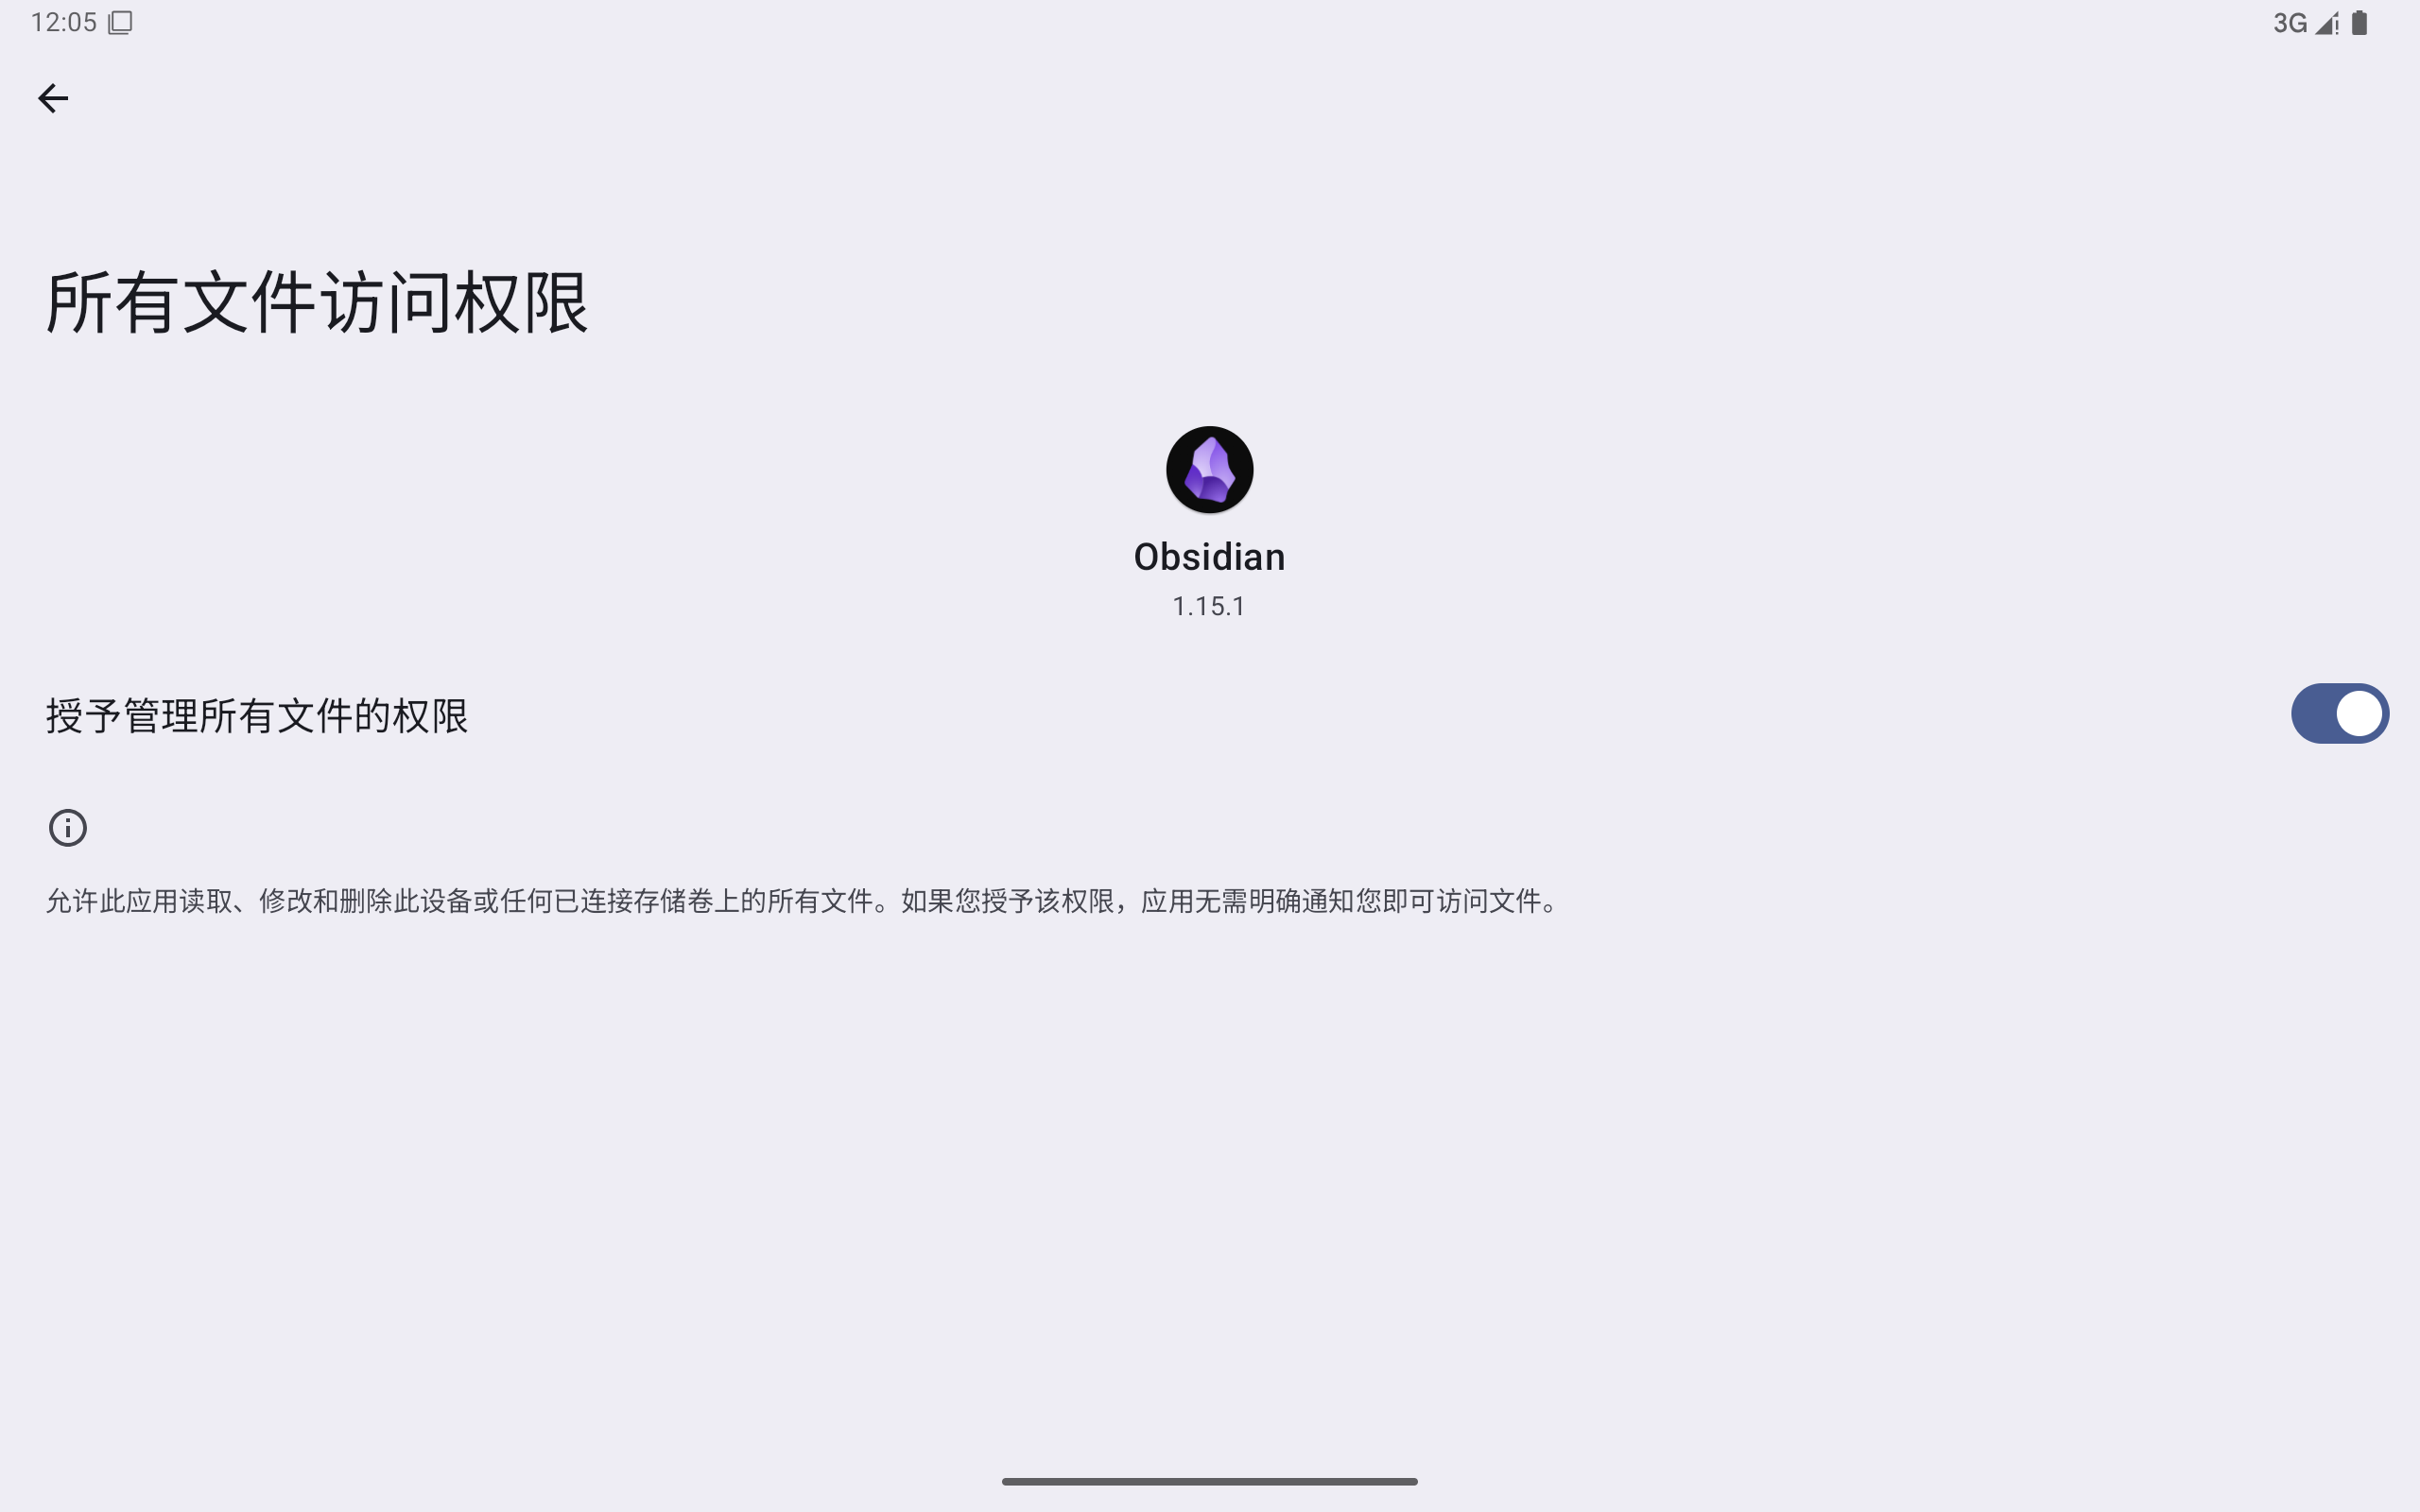 12:05
3G
所有文件访问权限
Obsidian
1.15.1
授予管理所有文件的权限
允许此应用读取、修改和删除此设备或任何已连接存储卷上的所有文件。如果您授予该权限，应用无需明确通知您即可访问文件。